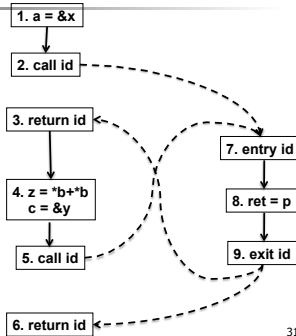 1. a = &x
2. call id
3. return id
7. entry id
4. z = *b+*b
c = &y
8. ret = p
5. call id
9. exit id
6. return id
31